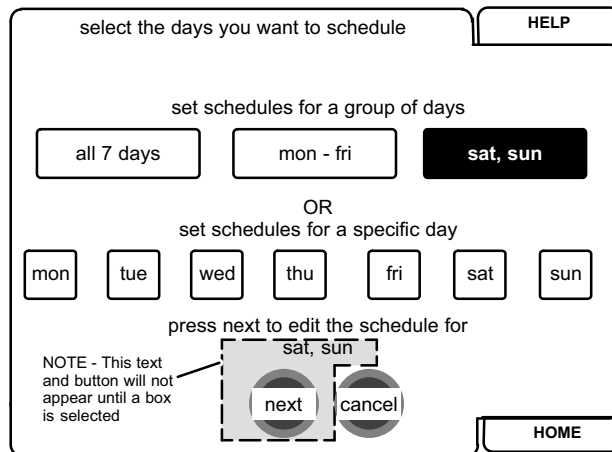 select the days you want to schedule
HELP
set schedules for a group of days
all 7 days
mon - fri
sat, sun
OR
set schedules for a specific day
mon
tue
wed
thu
fri
sat
sun
press next to edit the schedule for
sat, sun
NOTE - This text
and button will not
appear until a box
is selected
next
cancel
HOME